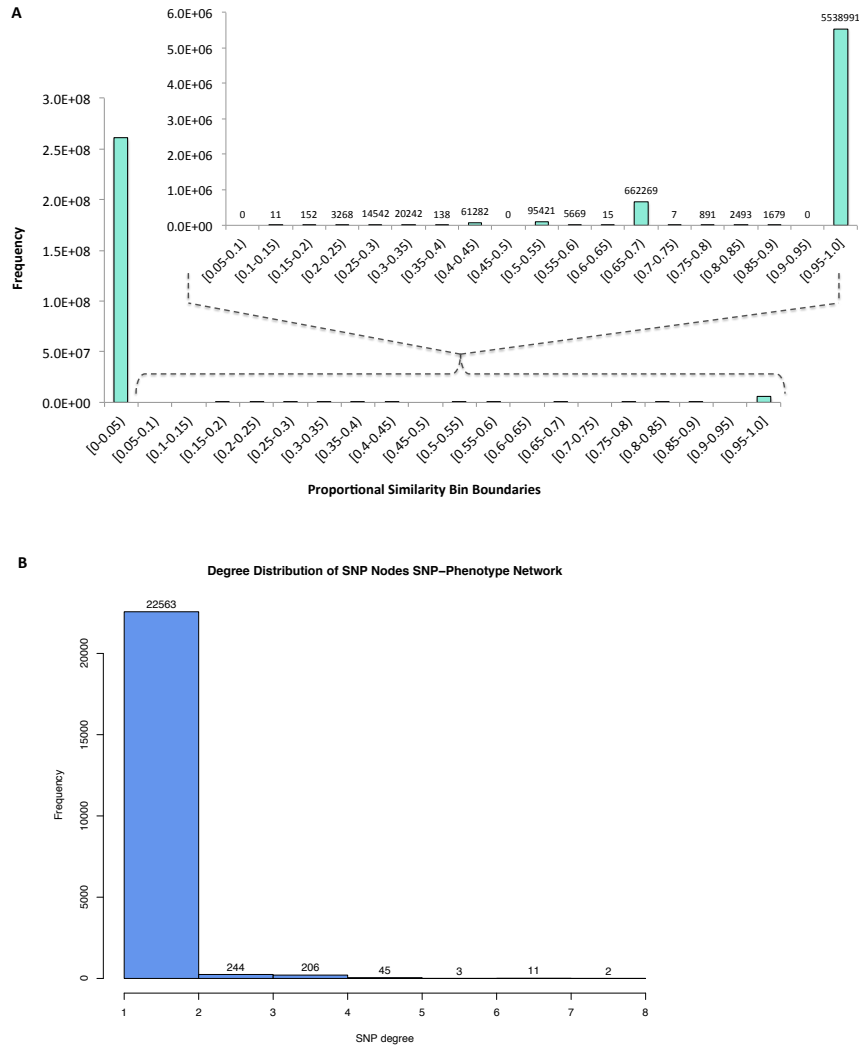 A
6.0E+06
5.0E+06
4.0E+06
3.0E+06
2.0E+06
1.0E+06
0.0E+00
0 11 152 3268 14542 20242 138 61282 0 95421 5669 15 662269 7 891 2493 1679 0 5538991
[0.05-0.1) [0.1-0.15) [0.15-0.2) [0.2-0.25) [0.25-0.3) [0.3-0.35) [0.35-0.4) [0.4-0.45) [0.45-0.5) [0.5-0.55) [0.55-0.6) [0.6-0.65) [0.65-0.7) [0.7-0.75) [0.75-0.8) [0.8-0.85) [0.85-0.9) [0.9-0.95) [0.95-1.0]
3.0E+08
2.5E+08
2.0E+08
1.5E+08
1.0E+08
5.0E+07
0.0E+00
Frequency
[0-0.05) [0.05-0.1) [0.1-0.15) [0.15-0.2) [0.2-0.25) [0.25-0.3) [0.3-0.35) [0.35-0.4) [0.4-0.45) [0.45-0.5) [0.5-0.55) [0.55-0.6) [0.6-0.65) [0.65-0.7) [0.7-0.75) [0.75-0.8) [0.8-0.85) [0.85-0.9) [0.9-0.95) [0.95-1.0]
Proportional Similarity Bin Boundaries
B
Degree Distribution of SNP Nodes SNP−Phenotype Network
22563 244 206 45 3 11 2
20000
15000
10000
5000
0
Frequency
1 2 3 4 5 6 7 8
SNP degree